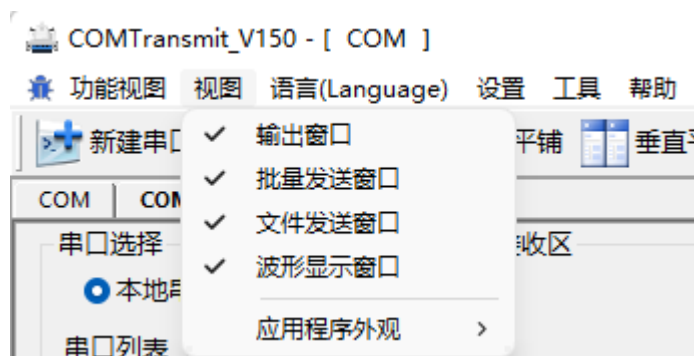 COMTransmit_V150 - [ COM ]
功能视图 视图 语言(Language) 设置 工具 帮助
新建串 平铺 垂直
输出窗口
批量发送窗口
文件发送窗口
波形显示窗口
应用程序外观
COM COM
串口选择 收区
本地
串口列表